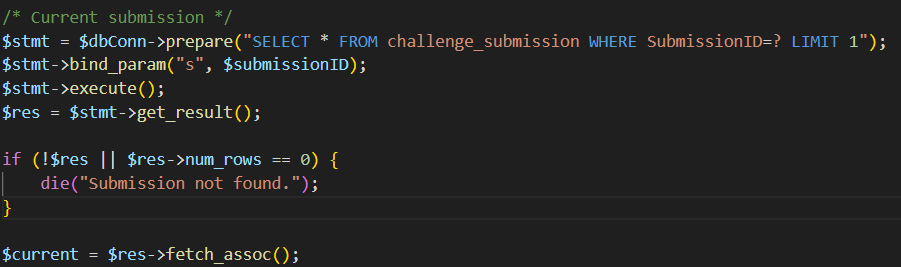 /* Current submission */
$stmt = $dbConn->prepare("SELECT * FROM challenge_submission WHERE SubmissionID=? LIMIT 1");
$stmt->bind_param("s", $submissionID);
$stmt->execute();
$res = $stmt->get_result();
if (!$res || $res->num_rows == 0) {
    die("Submission not found.");
}
$current = $res->fetch_assoc();